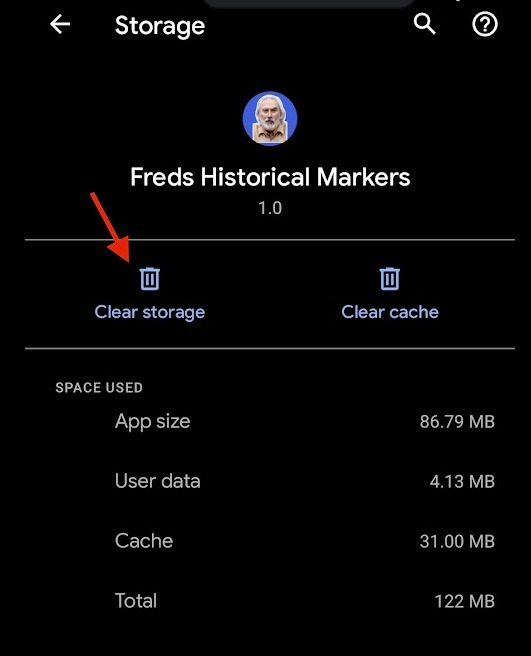 Storage
Freds Historical Markers
1.0
Clear storage
Clear cache
SPACE USED
App size 86.79 MB
User data 4.13 MB
Cache 31.00 MB
Total 122 MB